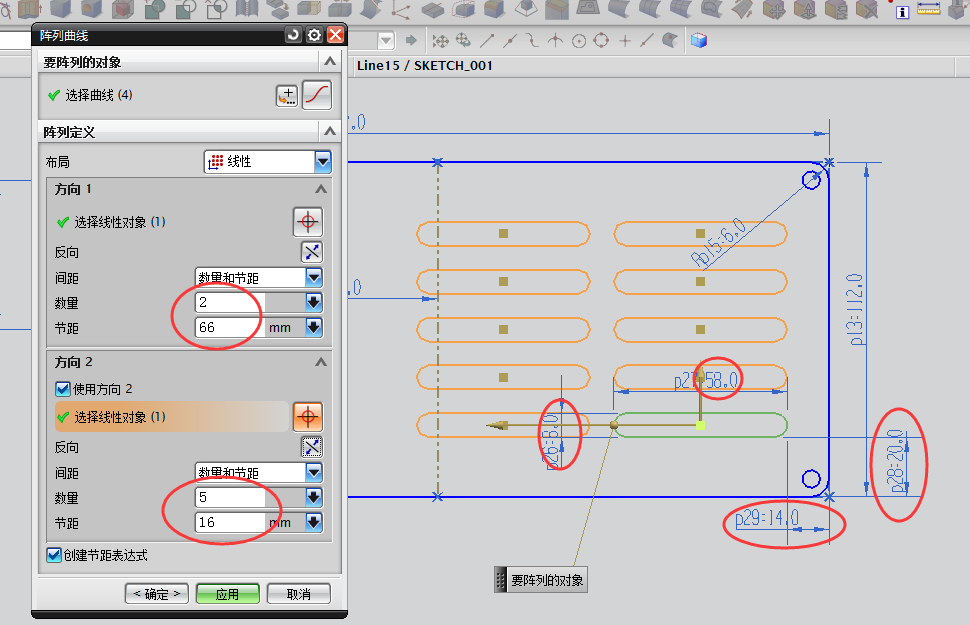 阵列曲线
要阵列的对象
选择曲线 (4)
阵列定义
布局
线性
方向 1
选择线性对象 (1)
反向
间距
数量和节距
数量
2
节距
66
mm
方向 2
使用方向 2
选择线性对象 (1)
反向
间距
数量和节距
数量
5
节距
16
mm
创建节距表达式
< 确定 >
应用
取消
Line15 / SKETCH_001
.0
.0
Rp15:6.0
p13:112.0
p27:58.0
p26:8.0
p28:20.0
p29:14.0
要阵列的对象